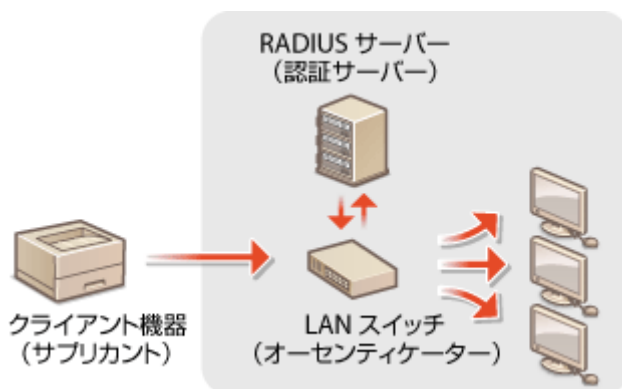 RADIUS サーバー
（認証サーバー）
クライアント機器
（サプリカント）
LAN スイッチ
（オーセンティケーター）